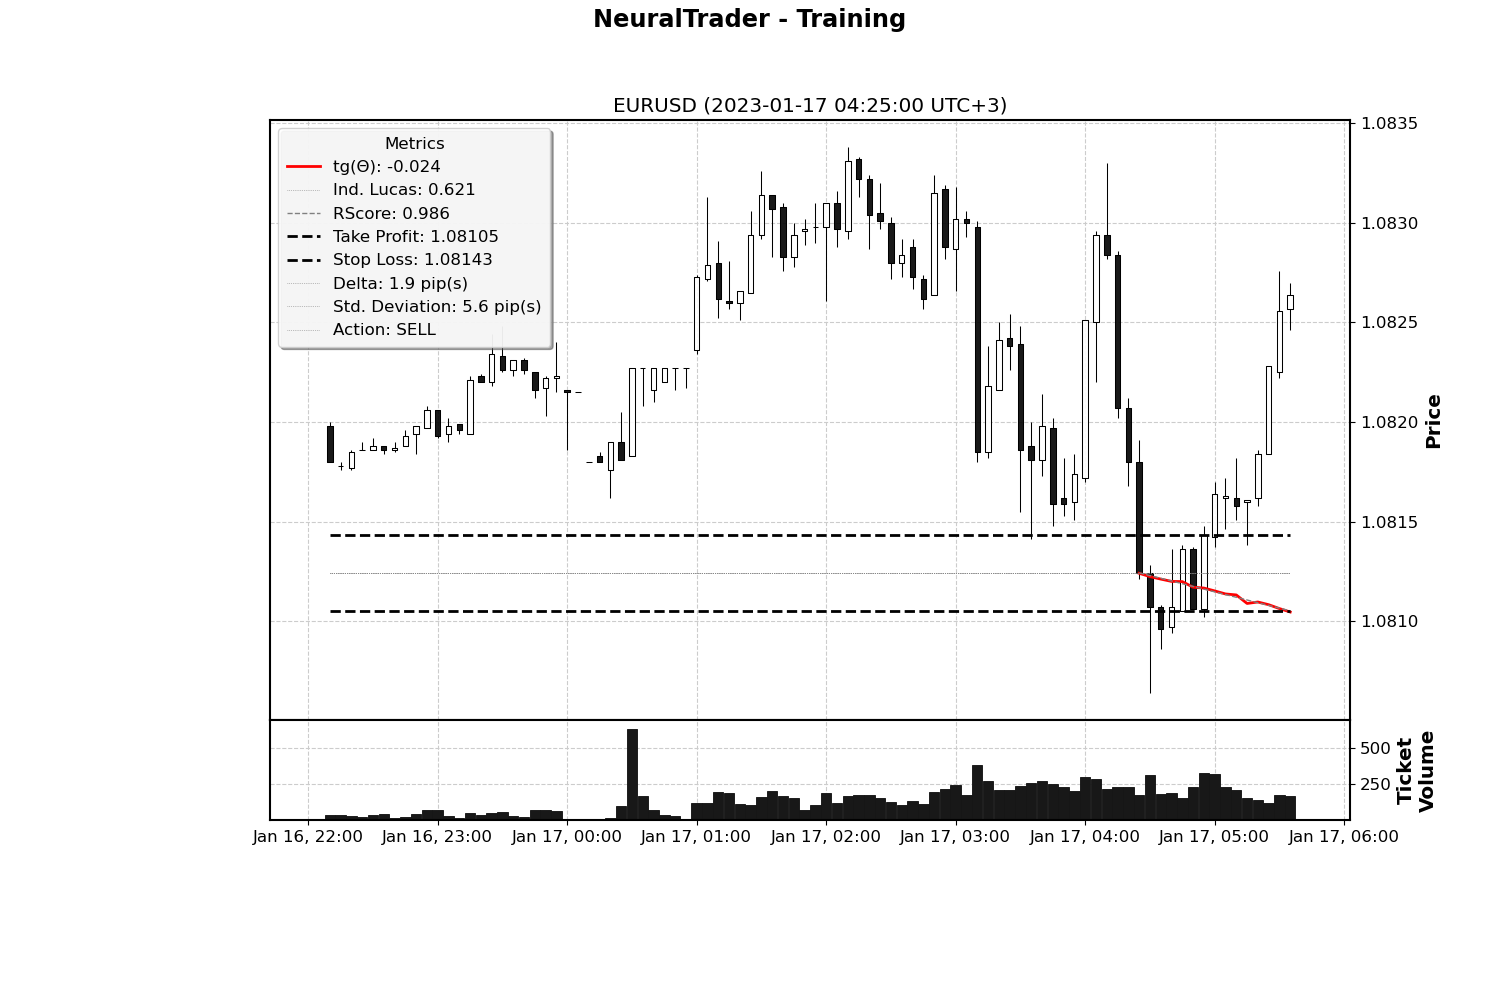 NeuralTrader - Training
EURUSD (2023-01-17 04:25:00 UTC+3)
Metrics
tg(Θ): -0.024
Ind. Lucas: 0.621
RScore: 0.986
Take Profit: 1.08105
Stop Loss: 1.08143
Delta: 1.9 pip(s)
Std. Deviation: 5.6 pip(s)
Action: SELL
1.0835
1.0830
1.0825
1.0820
1.0815
1.0810
Price
500
250
Ticket
Volume
Jan 16, 22:00
Jan 16, 23:00
Jan 17, 00:00
Jan 17, 01:00
Jan 17, 02:00
Jan 17, 03:00
Jan 17, 04:00
Jan 17, 05:00
Jan 17, 06:00